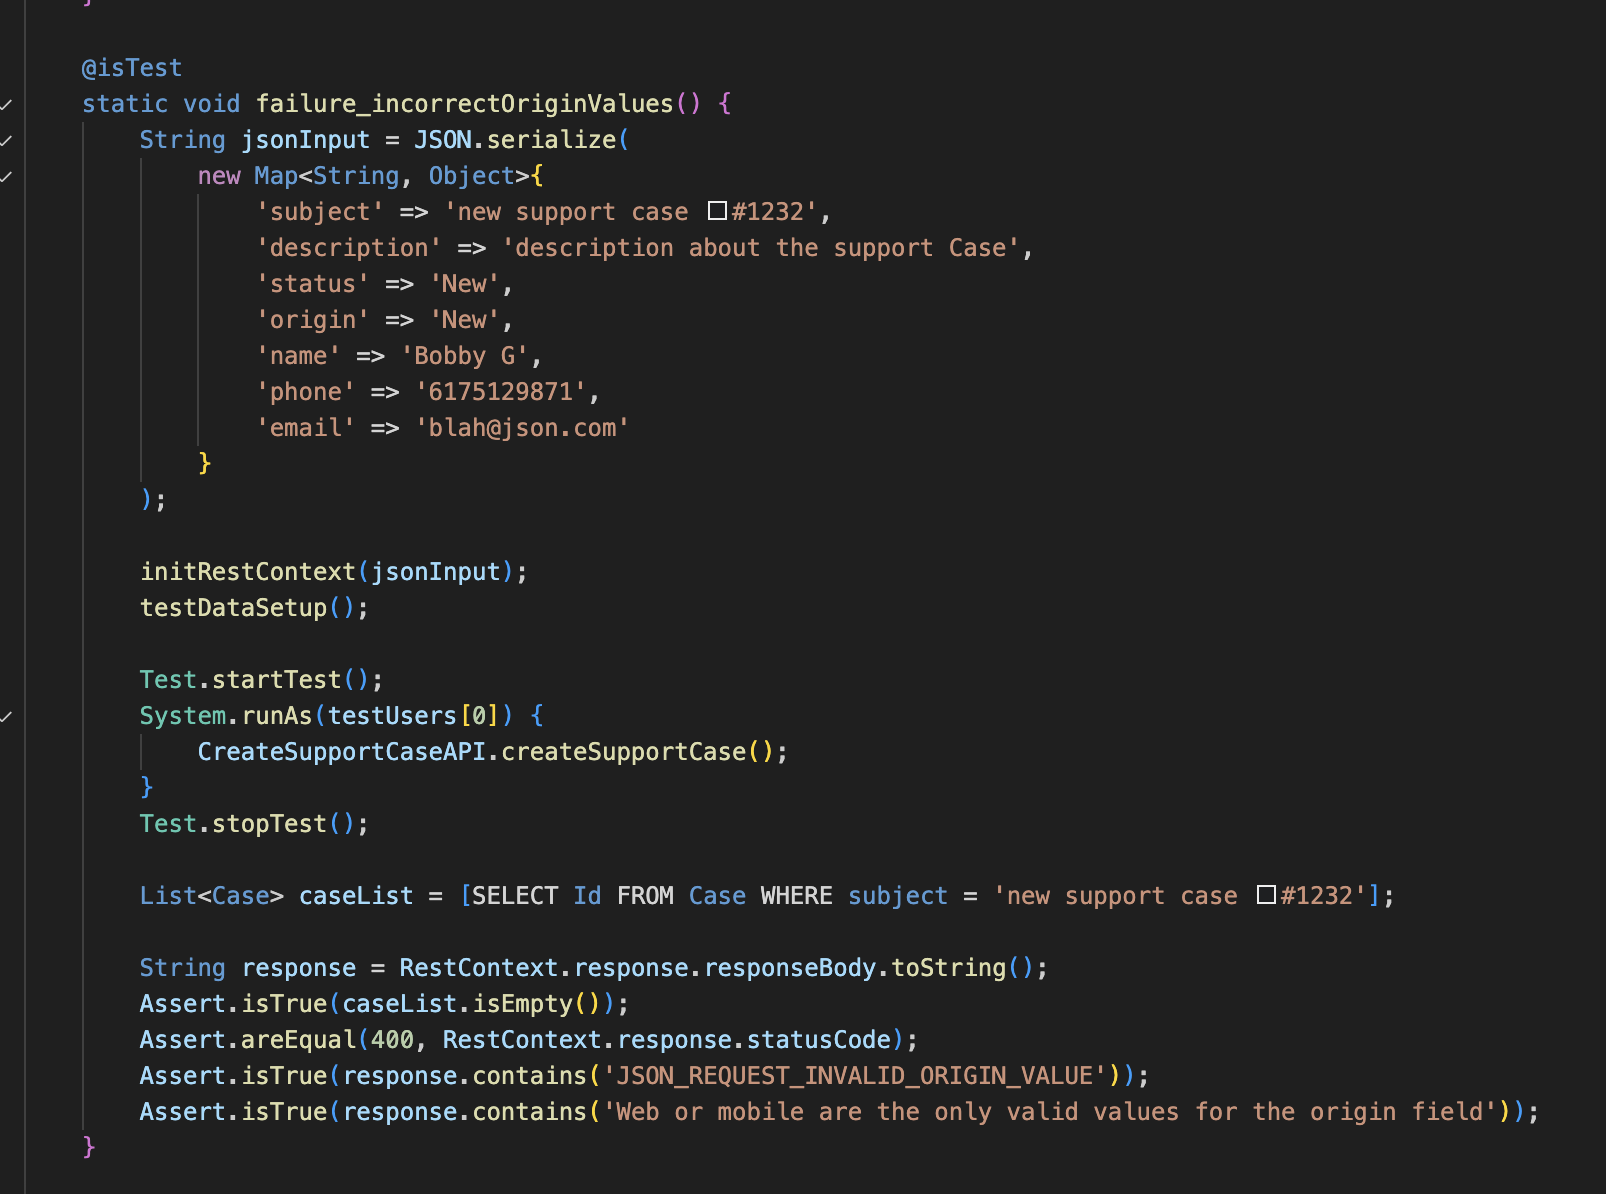 }
@isTest
static void failure_incorrectOriginValues() {
String jsonInput = JSON.serialize(
new Map<String, Object>{
'subject' => 'new support case #1232',
'description' => 'description about the support Case',
'status' => 'New',
'origin' => 'New',
'name' => 'Bobby G',
'phone' => '6175129871',
'email' => 'blah@json.com'
}
);
initRestContext(jsonInput);
testDataSetup();
Test.startTest();
System.runAs(testUsers[0]) {
CreateSupportCaseAPI.createSupportCase();
}
Test.stopTest();
List<Case> caseList = [SELECT Id FROM Case WHERE subject = 'new support case #1232'];
String response = RestContext.response.responseBody.toString();
Assert.isTrue(caseList.isEmpty());
Assert.areEqual(400, RestContext.response.statusCode);
Assert.isTrue(response.contains('JSON_REQUEST_INVALID_ORIGIN_VALUE'));
Assert.isTrue(response.contains('Web or mobile are the only valid values for the origin field'));
}